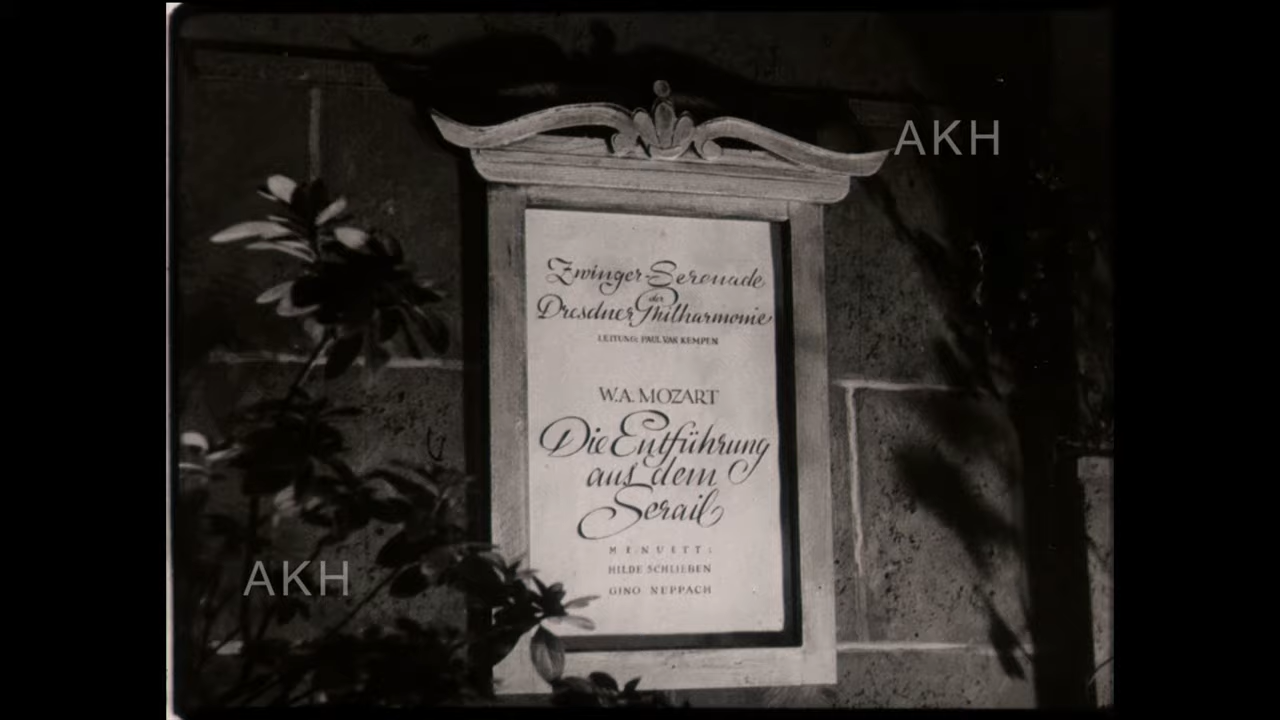 AKH
Zwinger-Serenade
der
Dresdner Philharmonie
LEITUNG: PAUL VAN KEMPEN
W.A. MOZART
Die Entführung
aus dem
Serail
MENUETT:
HILDE SCHLIEBEN
GINO NEPPACH
AKH